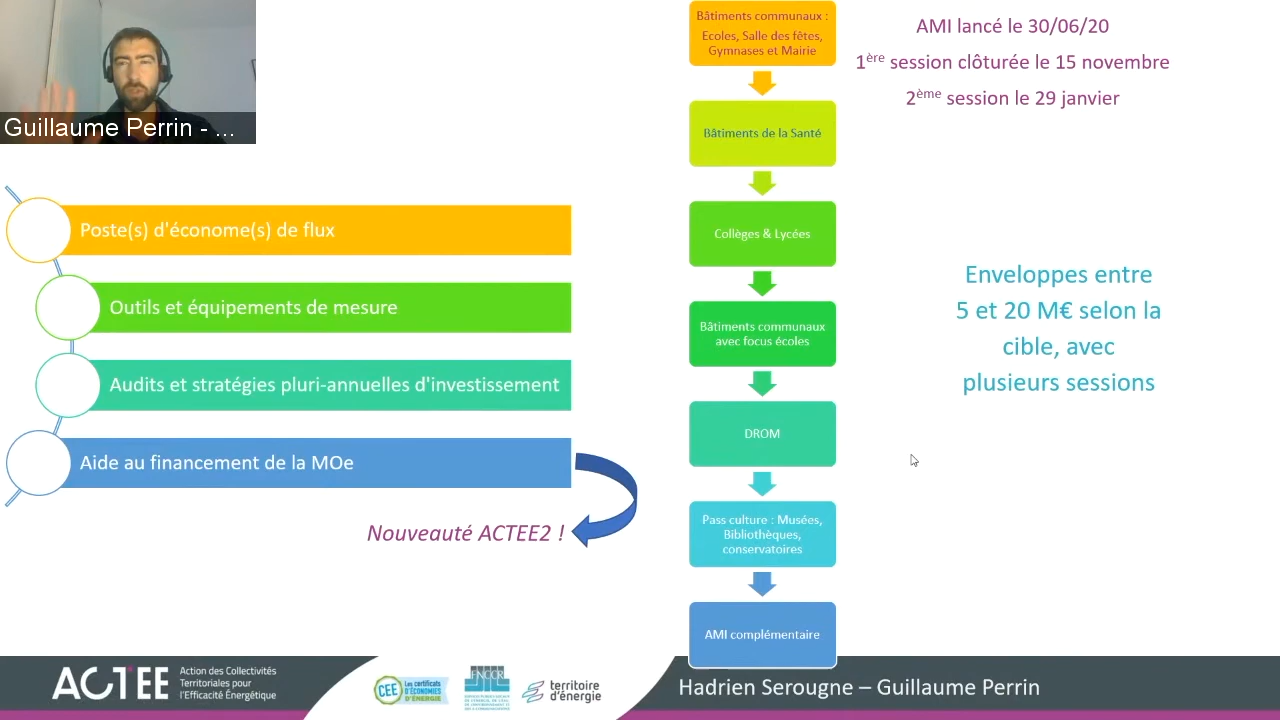 Guillaume Perrin - ...
Poste(s) d'économe(s) de flux
Outils et équipements de mesure
Audits et stratégies pluri-annuelles d'investissement
Aide au financement de la MOe
Nouveauté ACTEE2 !
Bâtiments communaux :
Ecoles, Salle des fêtes,
Gymnases et Mairie
Bâtiments de la Santé
Collèges & Lycées
Bâtiments communaux
avec focus écoles
DROM
Pass culture : Musées,
Bibliothèques,
conservatoires
AMI complémentaire
AMI lancé le 30/06/20
1ère session clôturée le 15 novembre
2ème session le 29 janvier
Enveloppes entre
5 et 20 M€ selon la
cible, avec
plusieurs sessions
ACTEE
Action des Collectivités
Territoriales pour
l'Efficacité Énergétique
CEE
Les certificats
D'ÉCONOMIES
D'ÉNERGIE
FNCCR
territoire
d'énergie
Hadrien Serougne – Guillaume Perrin